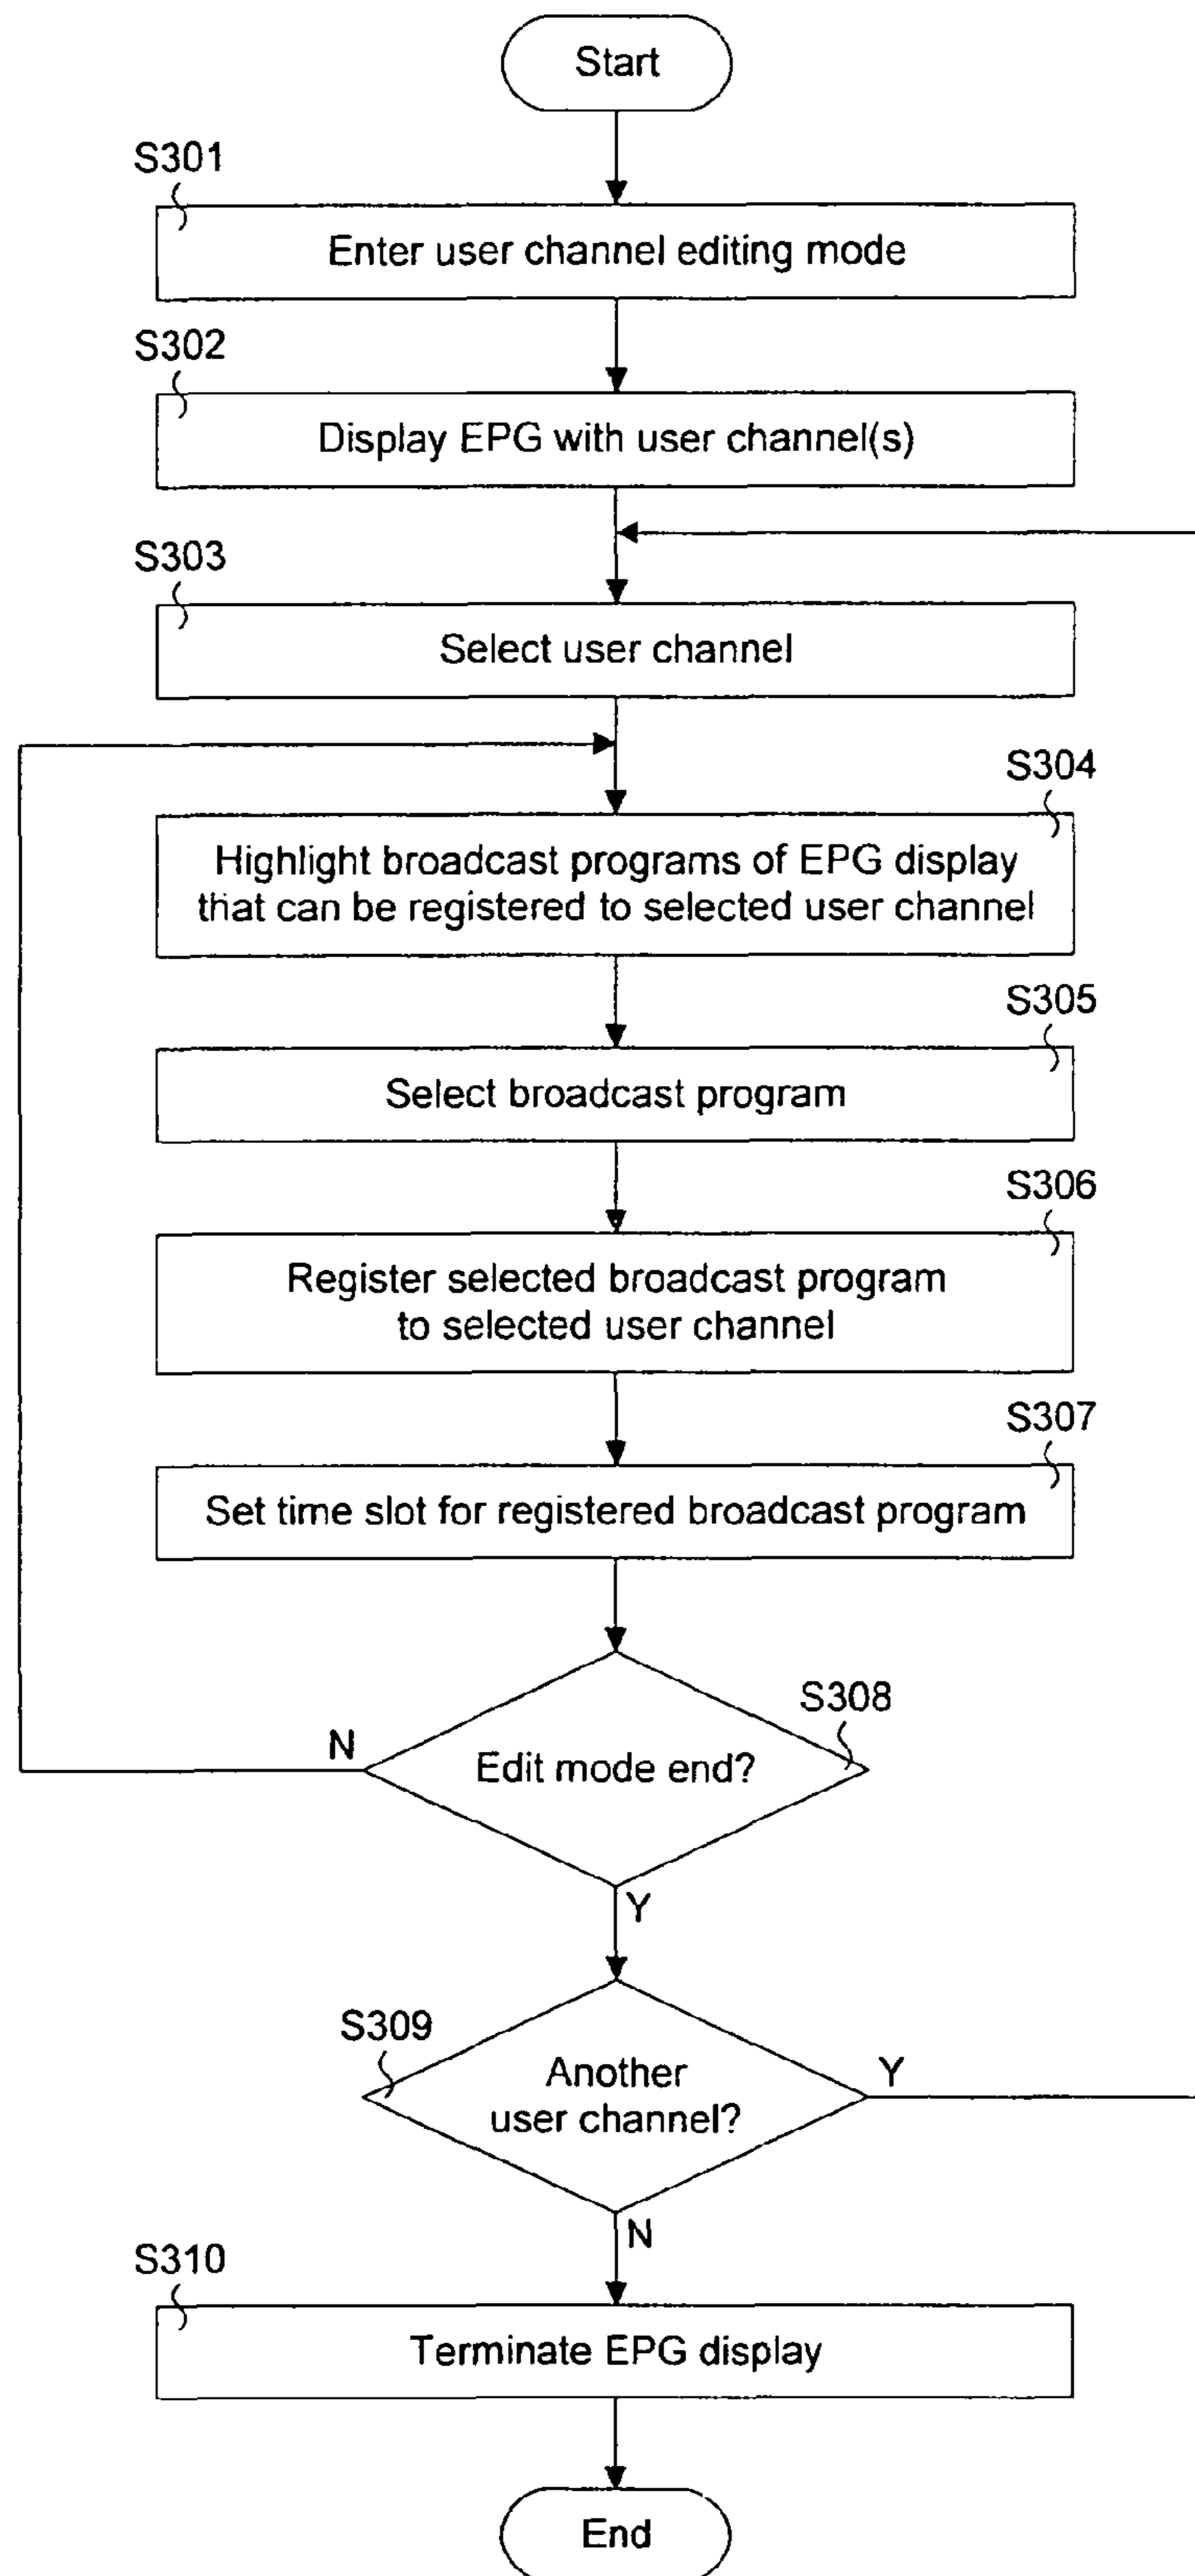 Start
S301
Enter user channel editing mode
S302
Display EPG with user channel(s)
S303
Select user channel
S304
Highlight broadcast programs of EPG display
that can be registered to selected user channel
S305
Select broadcast program
S306
Register selected broadcast program
to selected user channel
S307
Set time slot for registered broadcast program
S308
N
Edit mode end?
Y
S309
Another
user channel?
Y
N
S310
Terminate EPG display
End